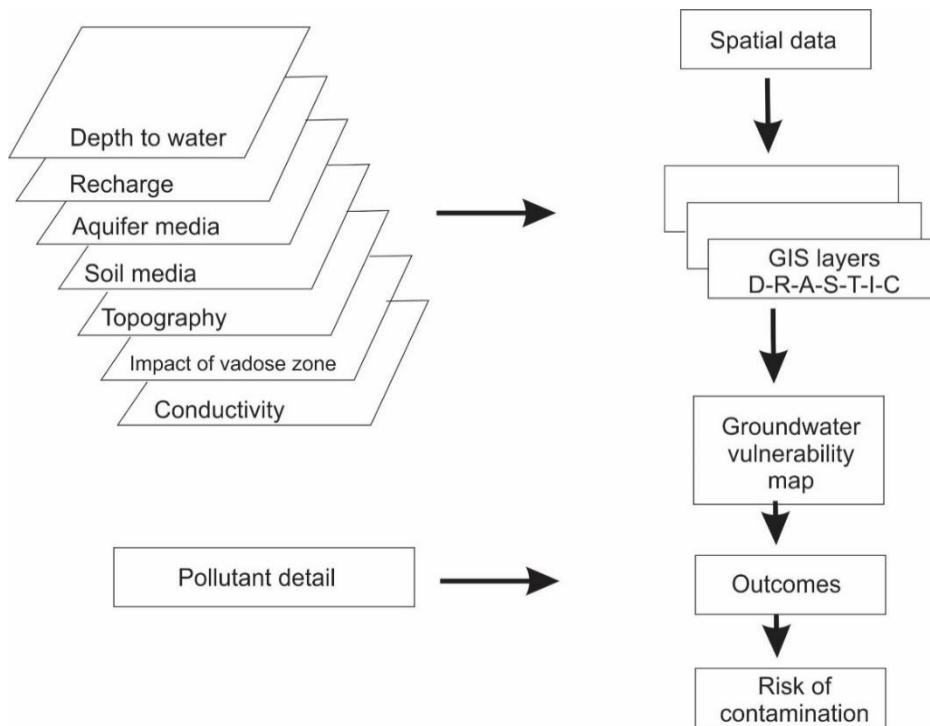 Depth to water
Recharge
Aquifer media
Soil media
Topography
Impact of vadose zone
Conductivity
Pollutant detail
Spatial data
GIS layers
D-R-A-S-T-I-C
Groundwater
vulnerability
map
Outcomes
Risk of
contamination